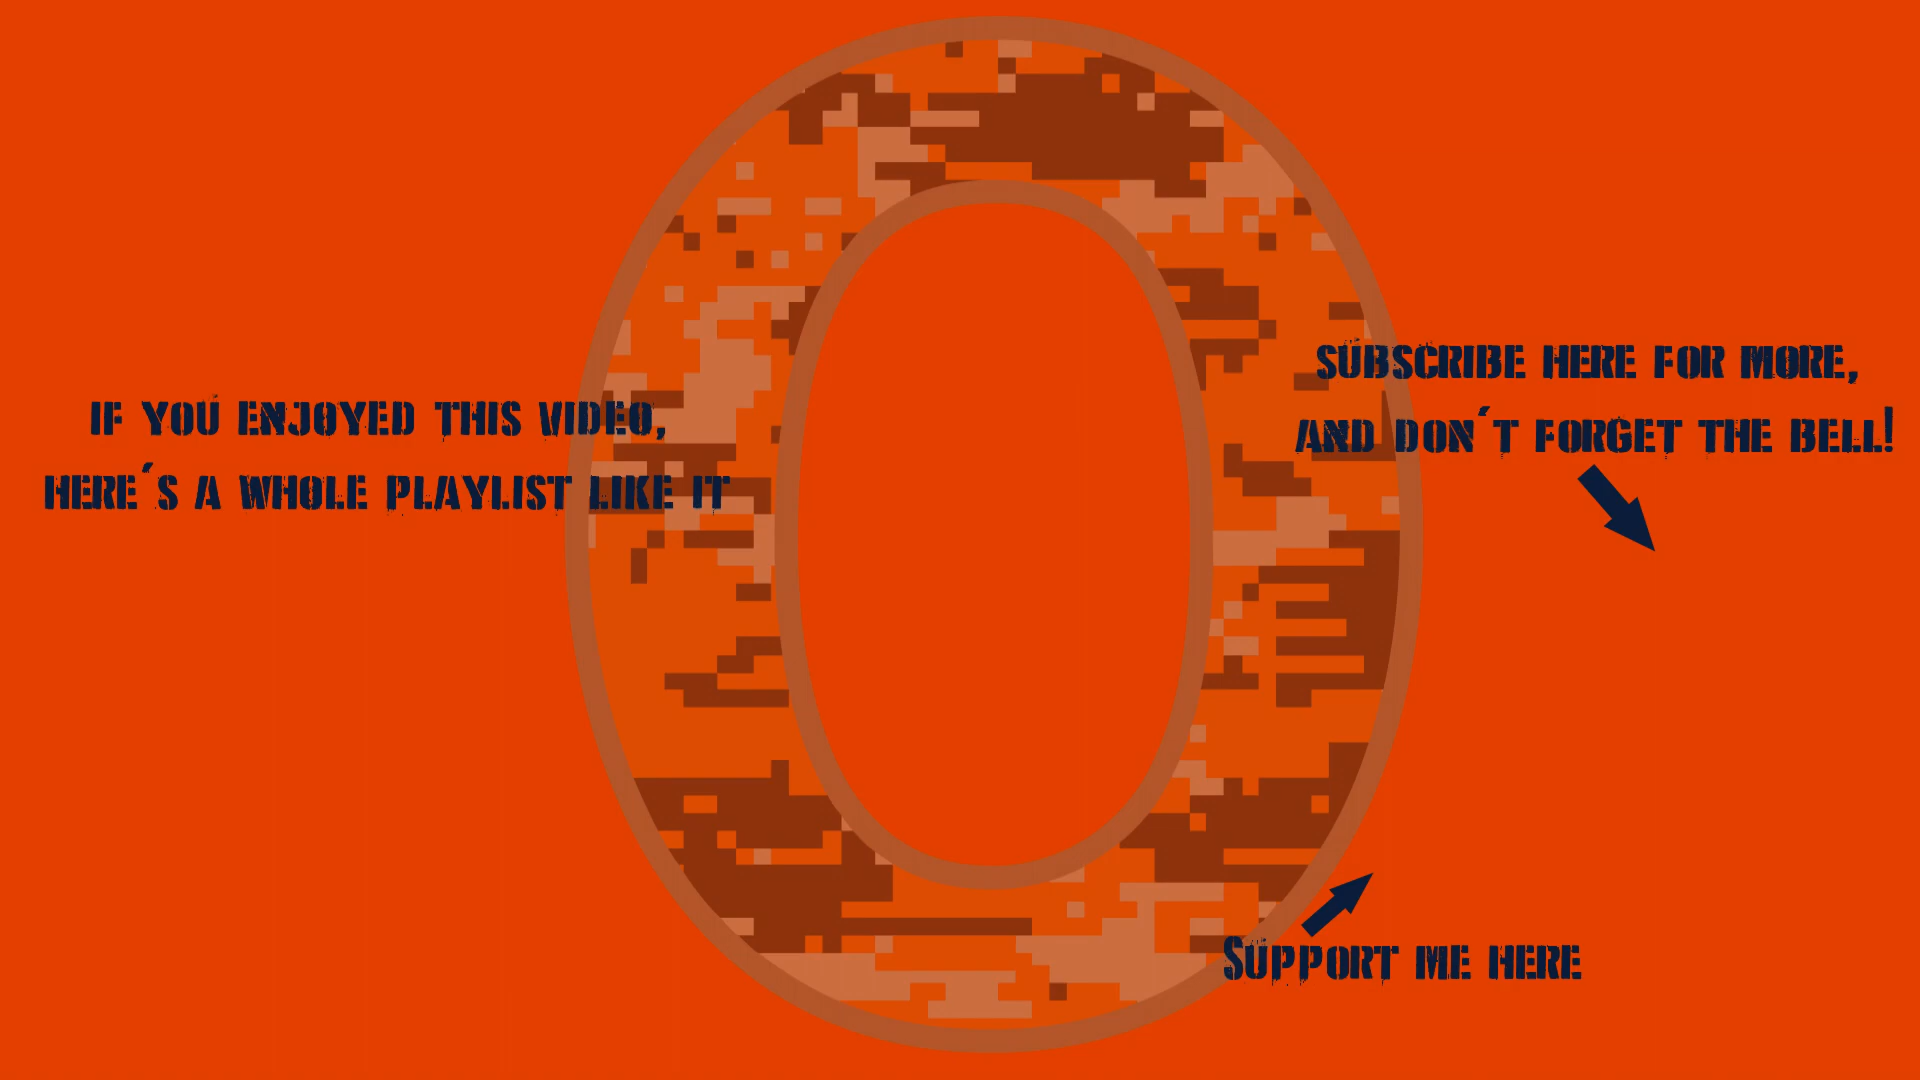 IF YOU ENJOYED THIS VIDEO,
HERE´S A WHOLE PLAYLIST LIKE IT
SUBSCRIBE HERE FOR MORE,
AND DON´T FORGET THE BELL!
SUPPORT ME HERE
O